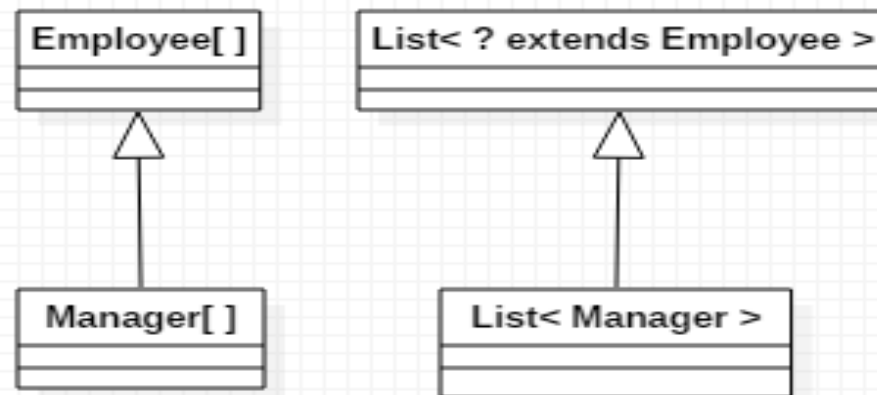 Employee[ ]
List< ? extends Employee >
Manager[ ]
List< Manager >